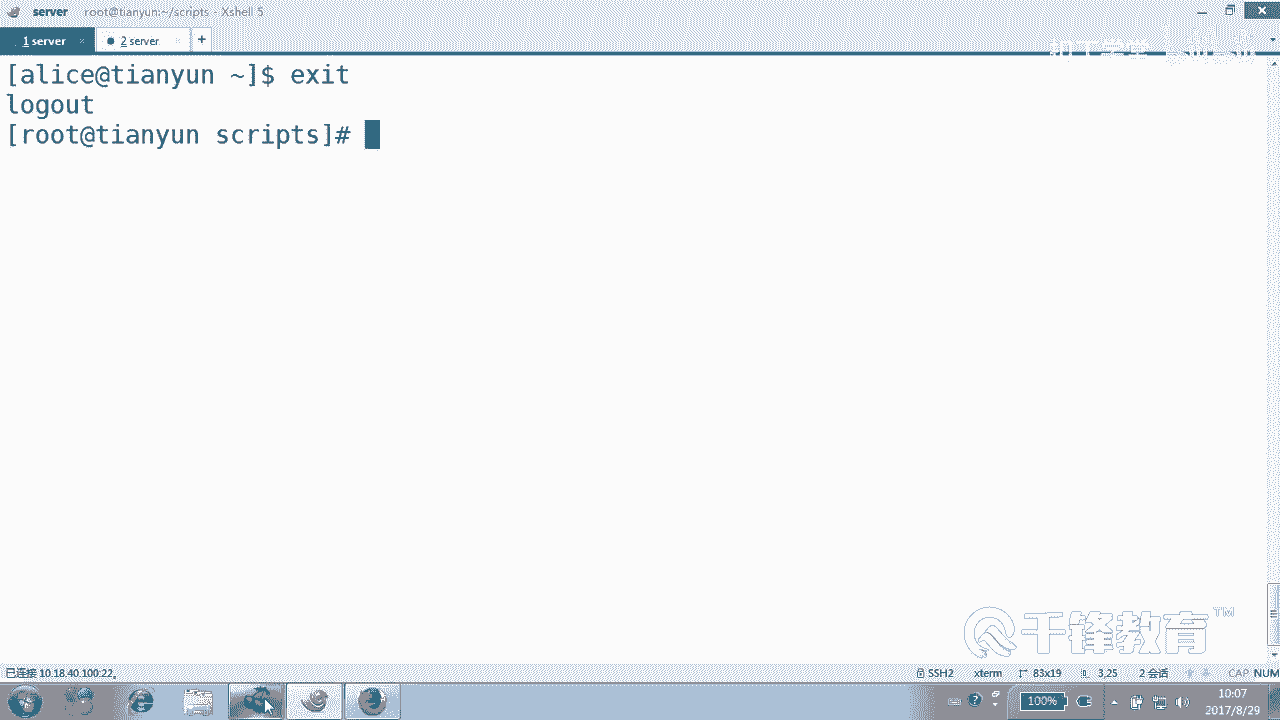 server root@tianyun:~/scripts - Xshell 5
1 server × 2 server × +
[alice@tianyun ~]$ exit
logout
[root@tianyun scripts]#
千锋教育™
已连接 10.18.40.100:22。 SSH2 xterm 83x19 3,25 2 会话 CAP NUM
100% 10:07
2017/8/29